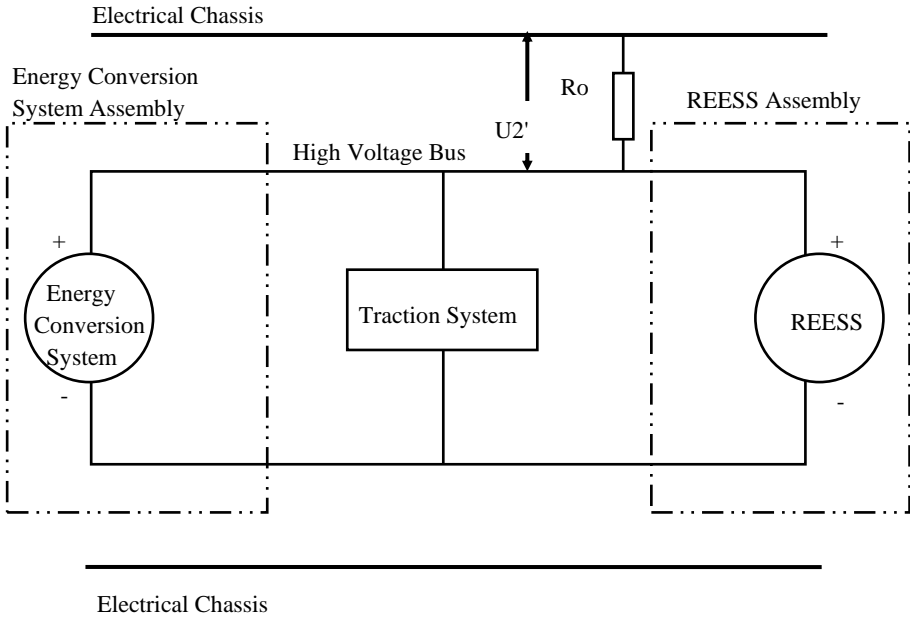 Electrical Chassis
Energy Conversion
System Assembly
Ro
REESS Assembly
U2'
High Voltage Bus
+
+
Energy
Conversion
System
Traction System
REESS
-
-
Electrical Chassis